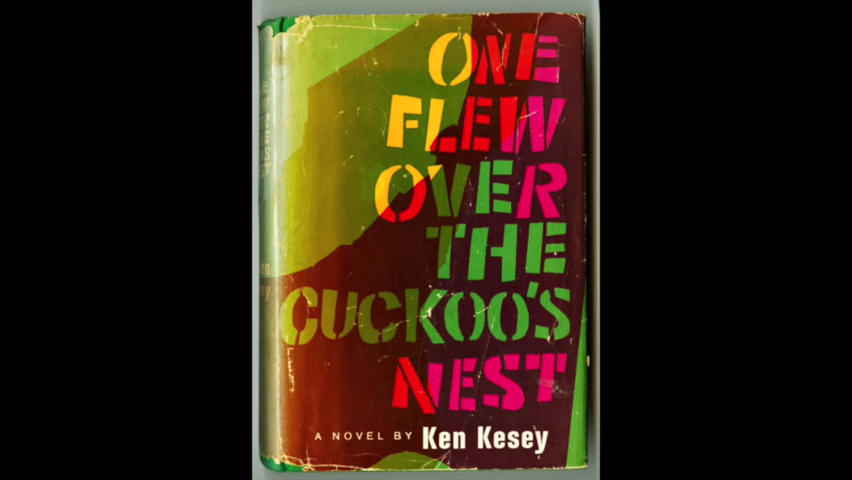 ONE
FLEW
OVER
THE
CUCKOO'S
NEST
A NOVEL BY Ken Kesey